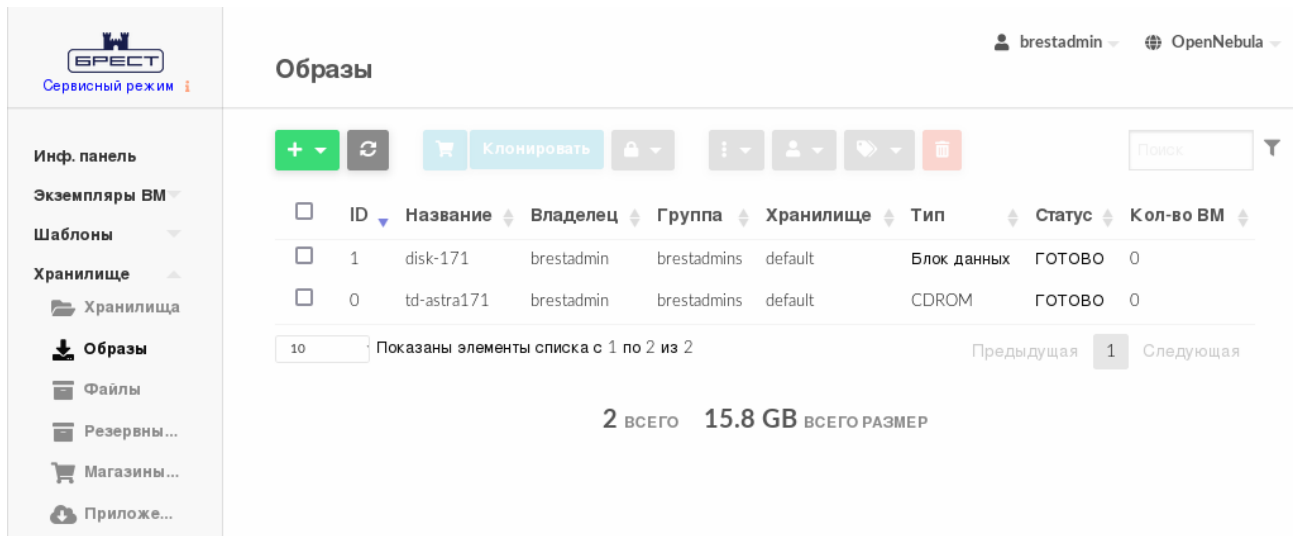 БРЕСТ
Сервисный режим i
Образы
brestadmin
OpenNebula
Инф. панель
Экземпляры ВМ
Шаблоны
Хранилище
Хранилища
Образы
Файлы
Резервны...
Магазины...
Приложе...
Клонировать
Поиск
ID Название Владелец Группа Хранилище Тип Статус Кол-во ВМ
1 disk-171 brestadmin brestadmins default Блок данных ГОТОВО 0
0 td-astra171 brestadmin brestadmins default CDROM ГОТОВО 0
10 Показаны элементы списка с 1 по 2 из 2
Предыдущая 1 Следующая
2 ВСЕГО 15.8 GB ВСЕГО РАЗМЕР